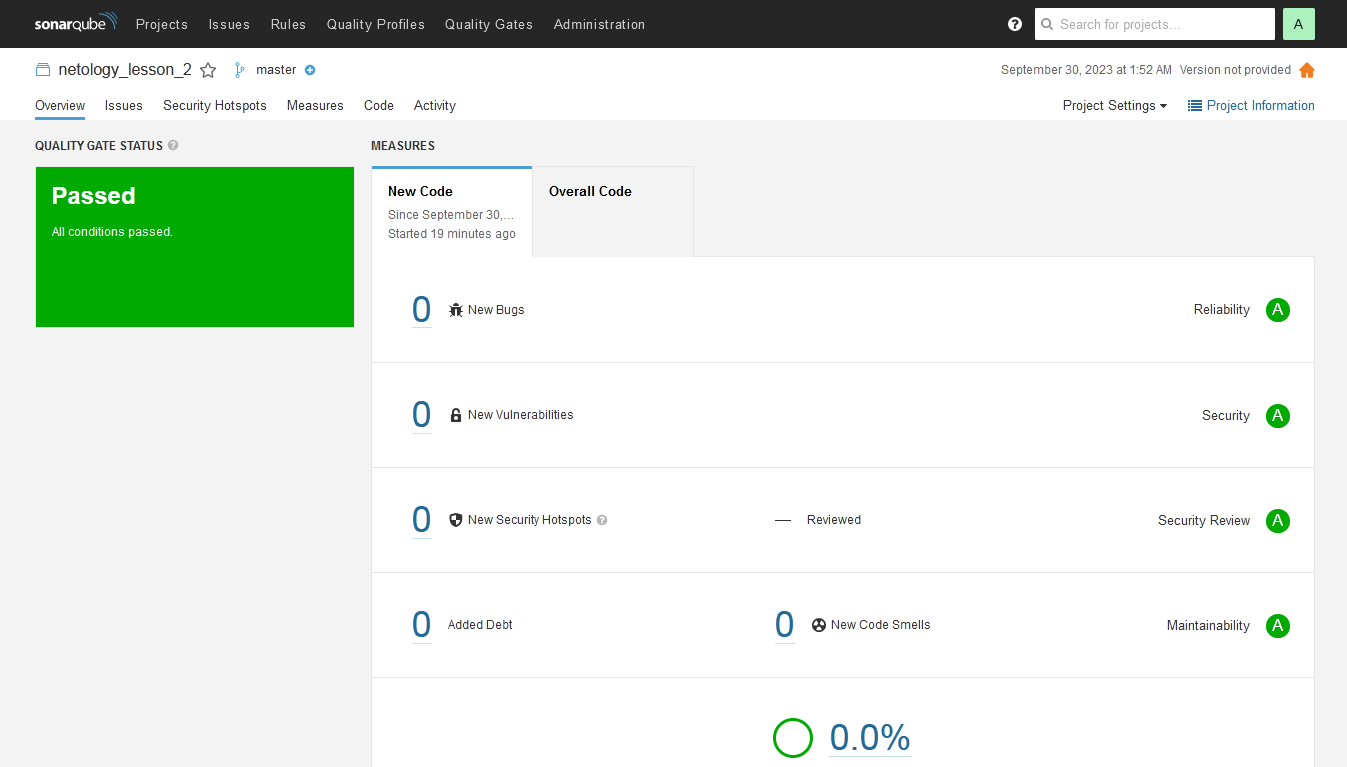 sonarqube Projects Issues Rules Quality Profiles Quality Gates Administration ? Search for projects... A
netology_lesson_2 master September 30, 2023 at 1:52 AM Version not provided
Overview Issues Security Hotspots Measures Code Activity Project Settings Project Information
QUALITY GATE STATUS ? MEASURES
Passed
All conditions passed.
New Code Overall Code
Since September 30,...
Started 19 minutes ago
0 New Bugs Reliability A
0 New Vulnerabilities Security A
0 New Security Hotspots ? — Reviewed Security Review A
0 Added Debt 0 New Code Smells Maintainability A
0.0%